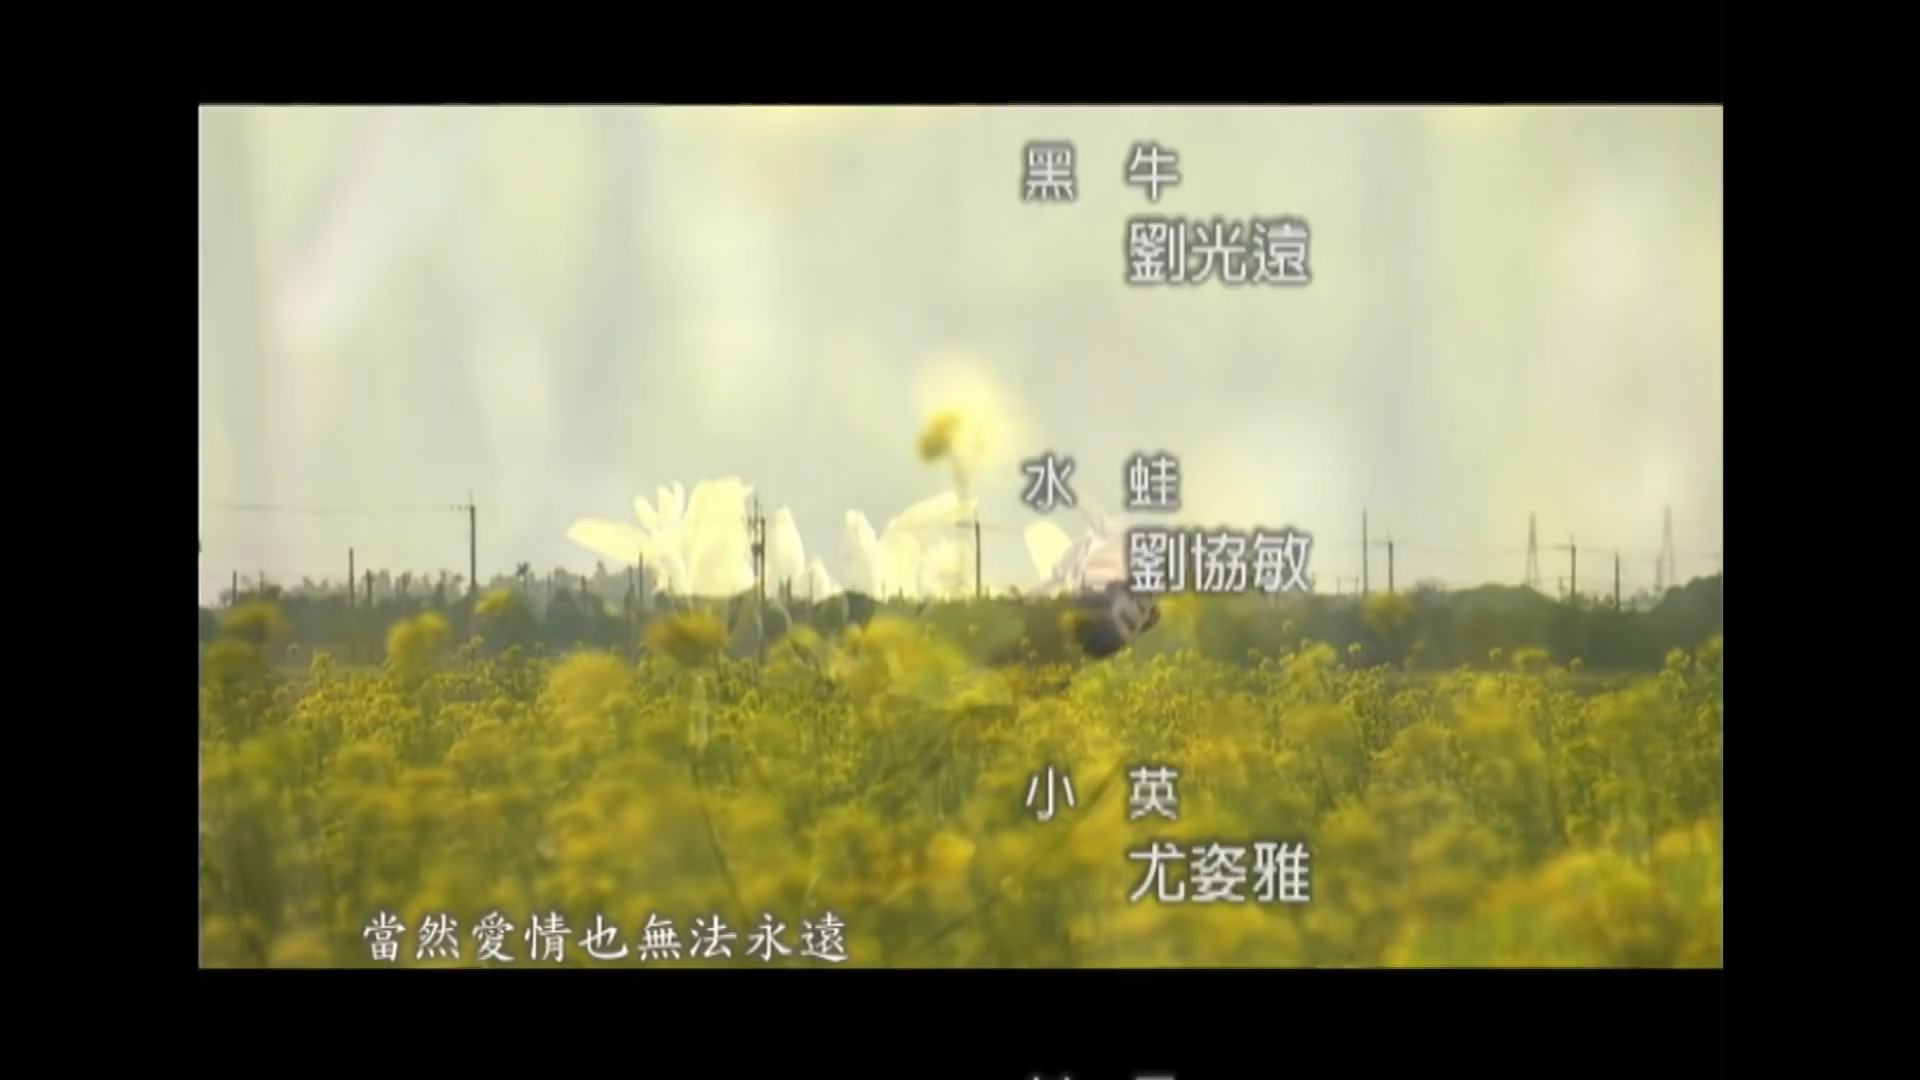 黑 牛
劉光遠
水 蛙
劉協敏
小 英
尤姿雅
當然愛情也無法永遠